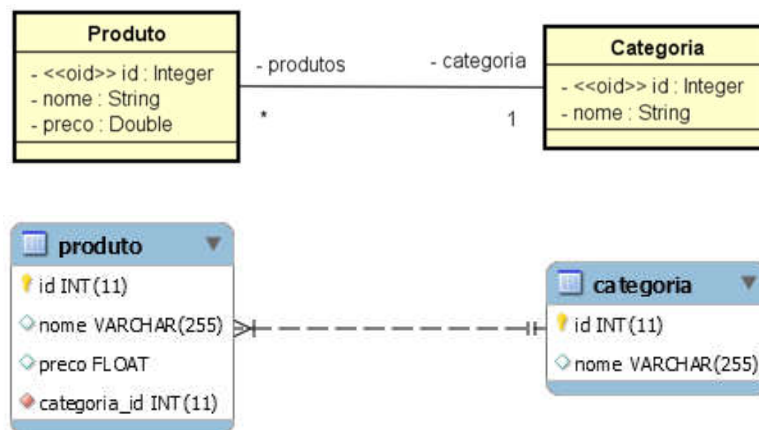 Produto
- <<oid>> id : Integer
- nome : String
- preco : Double
- produtos
*
- categoria
1
Categoria
- <<oid>> id : Integer
- nome : String
produto
id INT(11)
nome VARCHAR(255)
preco FLOAT
categoria_id INT(11)
categoria
id INT(11)
nome VARCHAR(255)